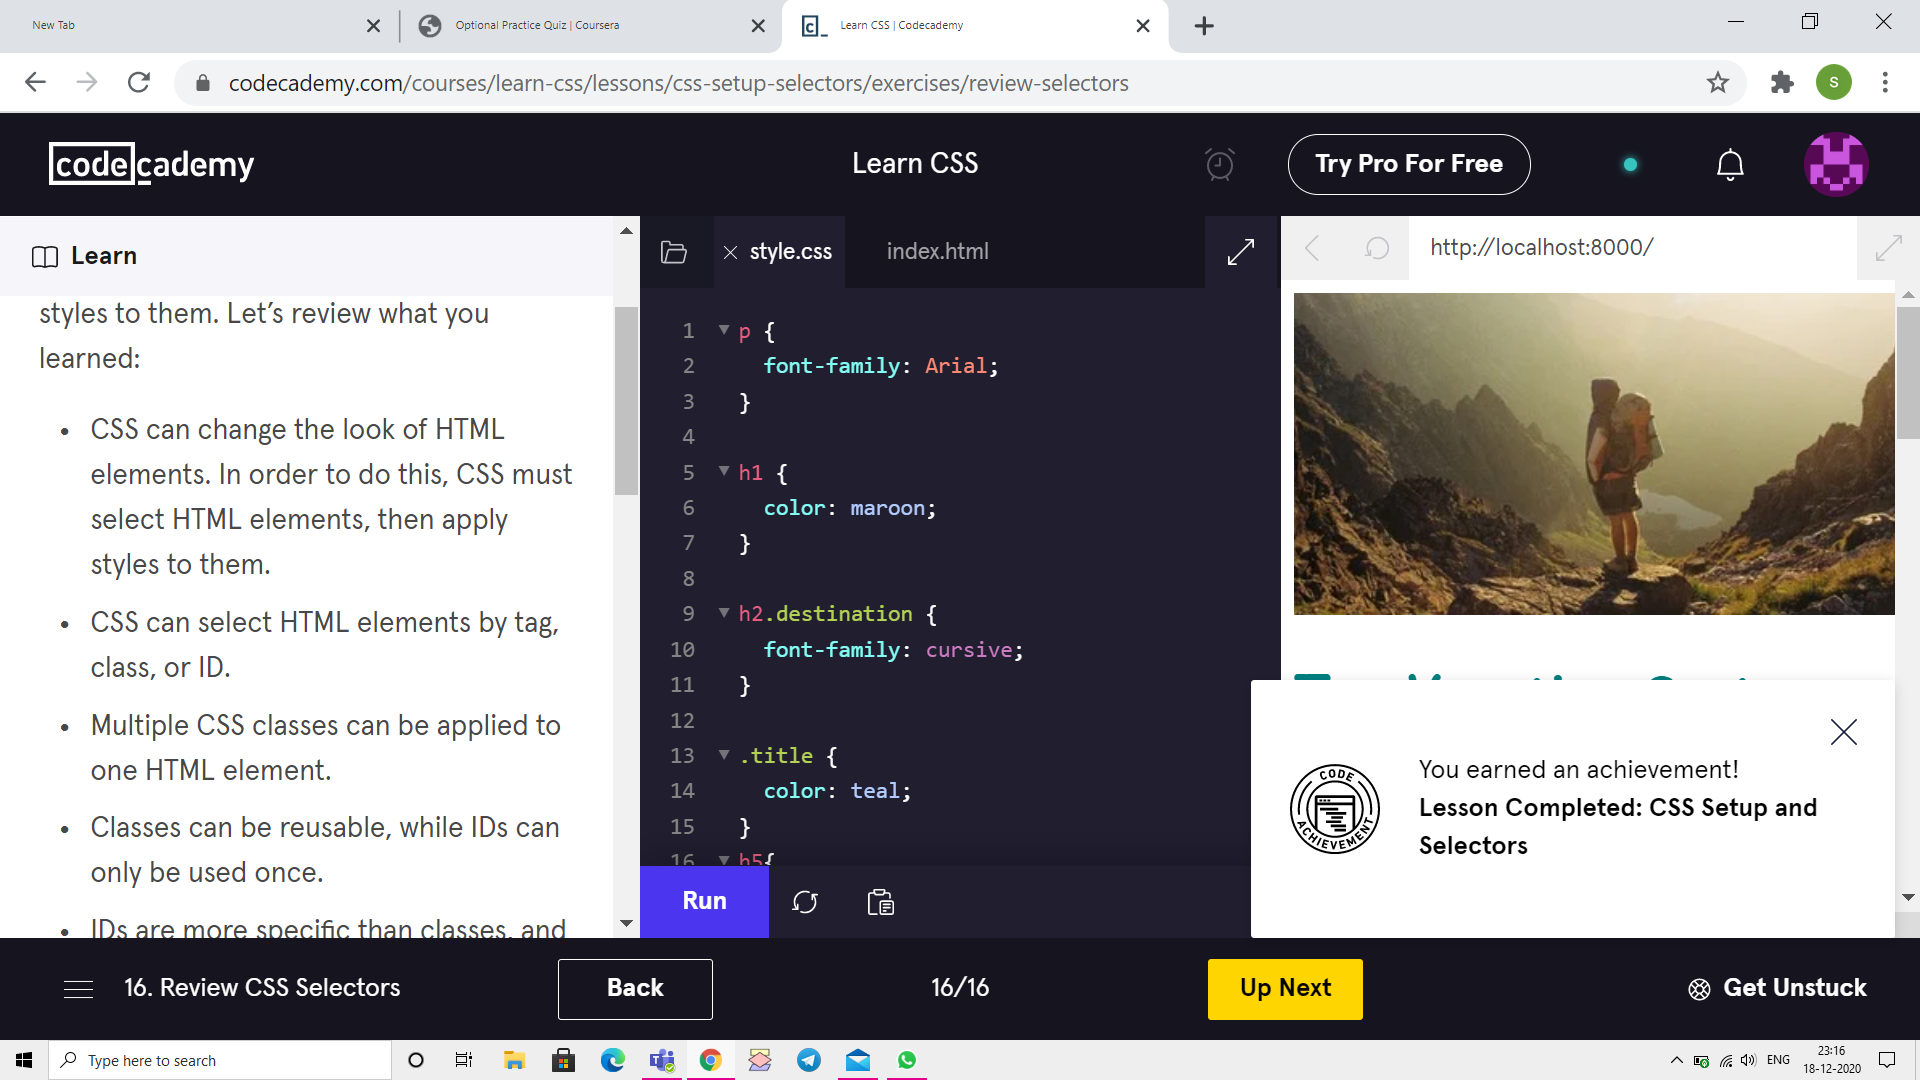 New Tab
Optional Practice Quiz | Coursera
Learn CSS | Codecademy
codecademy.com/courses/learn-css/lessons/css-setup-selectors/exercises/review-selectors
S
codecademy
Learn CSS
Try Pro For Free
Learn
styles to them. Let’s review what you
learned:
• CSS can change the look of HTML
elements. In order to do this, CSS must
select HTML elements, then apply
styles to them.
• CSS can select HTML elements by tag,
class, or ID.
• Multiple CSS classes can be applied to
one HTML element.
• Classes can be reusable, while IDs can
only be used once.
• IDs are more specific than classes, and
style.css
index.html
1 p {
2 font-family: Arial;
3 }
4
5 h1 {
6 color: maroon;
7 }
8
9 h2.destination {
10 font-family: cursive;
11 }
12
13 .title {
14 color: teal;
15 }
16 h5{
Run
http://localhost:8000/
CODE ACHIEVEMENT
You earned an achievement!
Lesson Completed: CSS Setup and
Selectors
16. Review CSS Selectors
Back
16/16
Up Next
Get Unstuck
Type here to search
ENG
23:16
18-12-2020